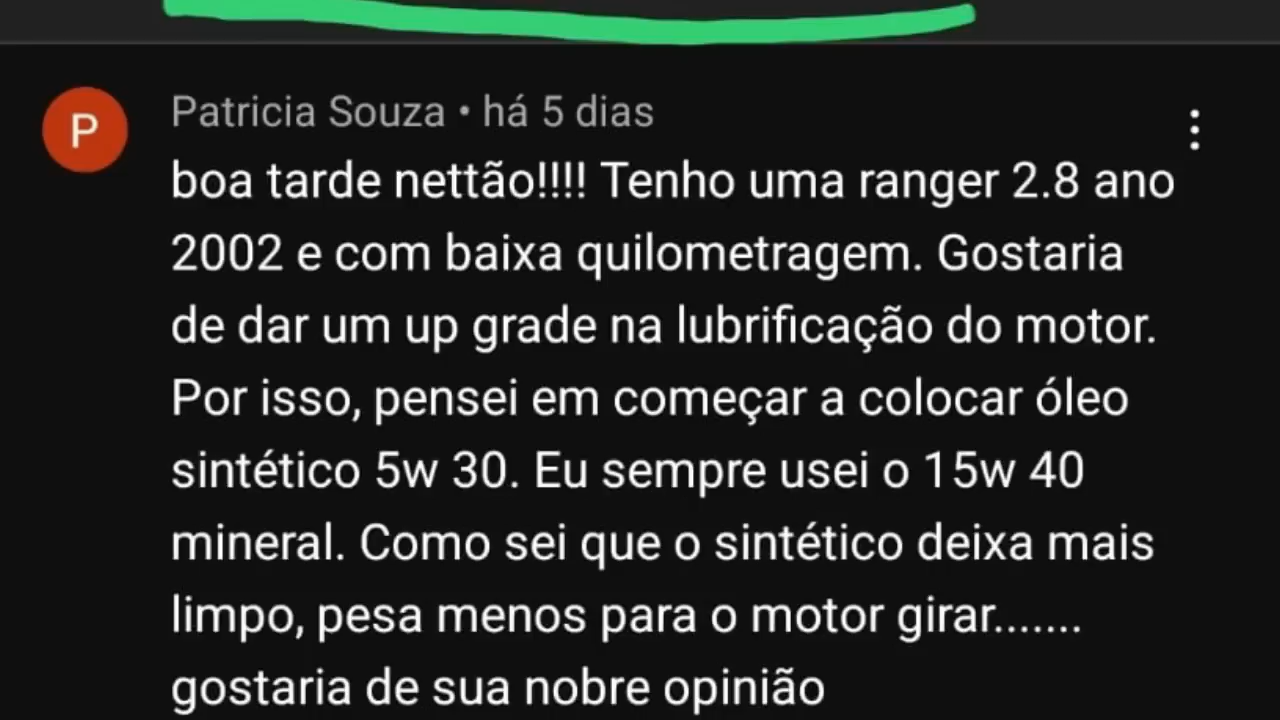 P
Patricia Souza • há 5 dias
boa tarde nettão!!!! Tenho uma ranger 2.8 ano
2002 e com baixa quilometragem. Gostaria
de dar um up grade na lubrificação do motor.
Por isso, pensei em começar a colocar óleo
sintético 5w 30. Eu sempre usei o 15w 40
mineral. Como sei que o sintético deixa mais
limpo, pesa menos para o motor girar.......
gostaria de sua nobre opinião